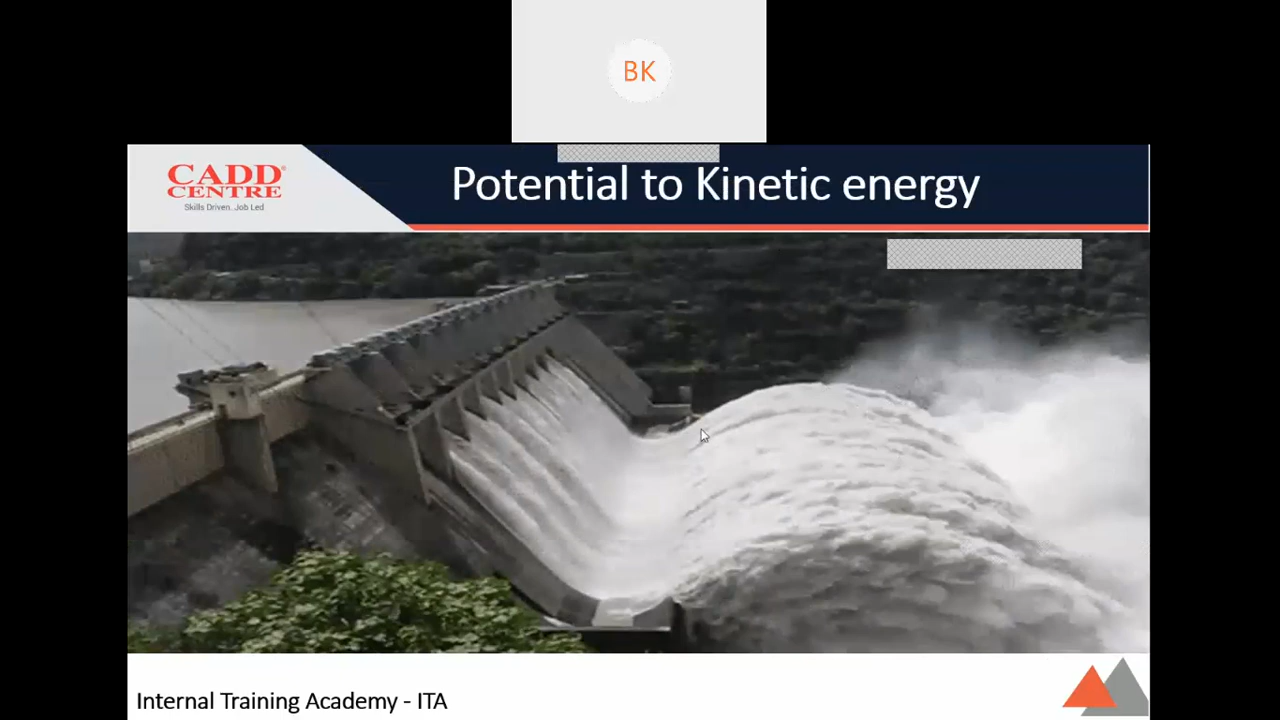 BK
CADD
CENTRE
Skills Driven..Job Led
Potential to Kinetic energy
Internal Training Academy - ITA